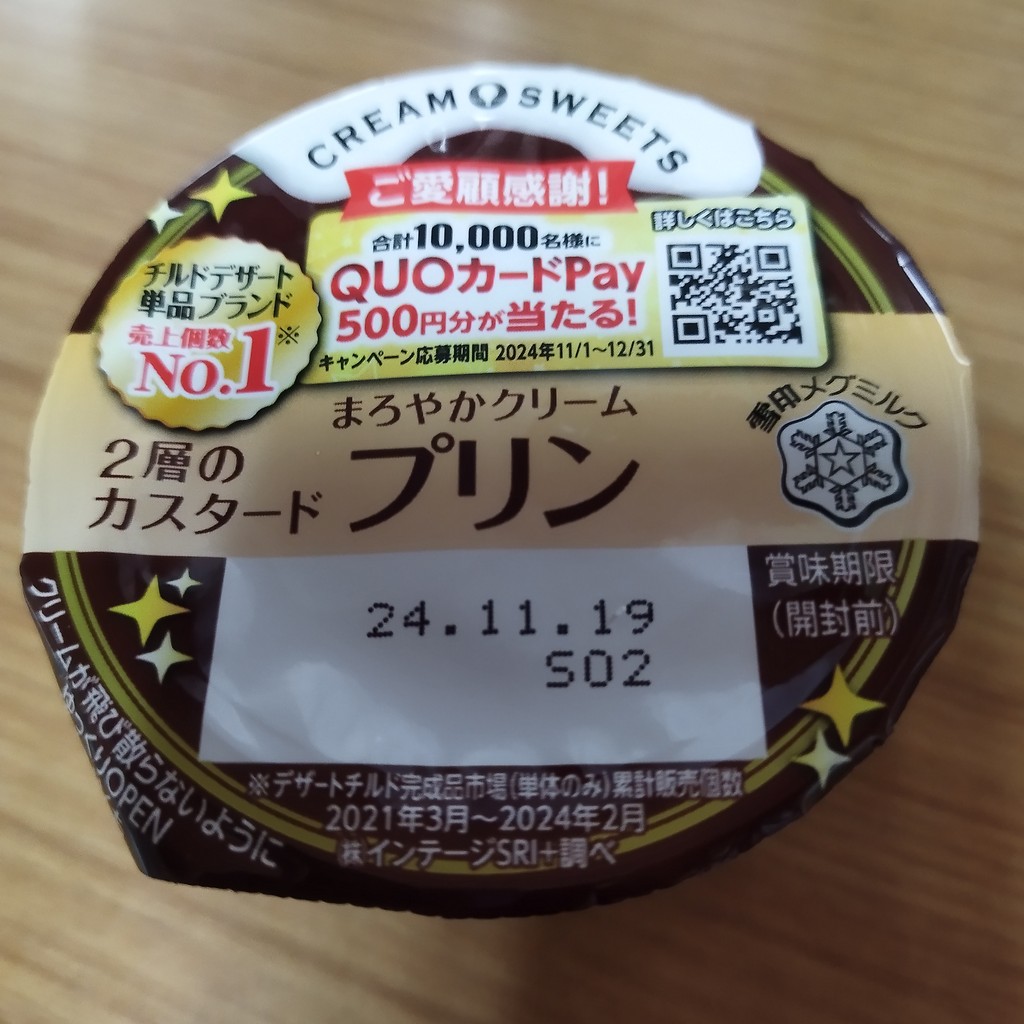 CREAM SWEETS
ご愛顧感謝!
合計10,000名様に
QUOカードPay
500円分が当たる!
キャンペーン応募期間 2024年11/1~12/31
詳しくはこちら
チルドデザート
単品ブランド
売上個数
No.1※
まろやかクリーム
2層の
カスタード
プリン
雪印メグミルク
賞味期限
(開封前)
24.11.19
S02
クリームが飛び散らないように
ゆっくりOPEN
※デザートチルド完成品市場(単体のみ)累計販売個数
2021年3月~2024年2月
㈱インテージSRI+調べ